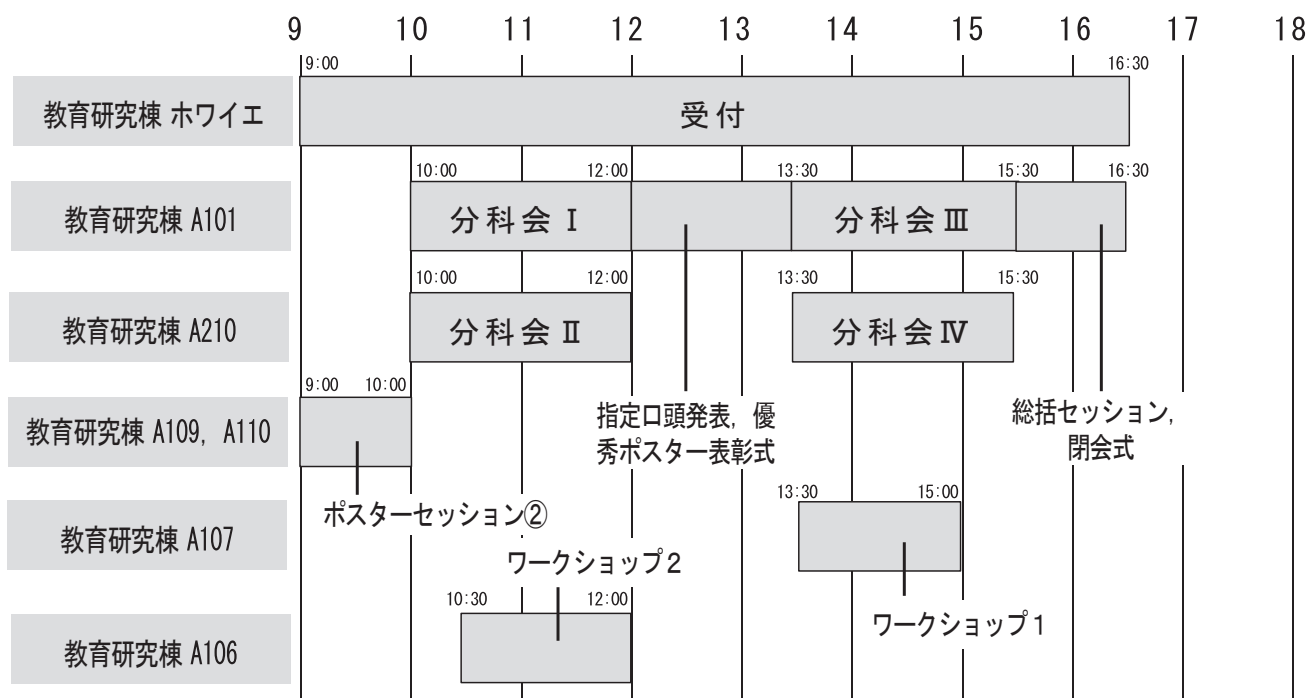 9 10 11 12 13 14 15 16 17 18
9:00 16:30
教育研究棟 ホワイエ 受付
10:00 12:00 13:30 15:30 16:30
教育研究棟 A101 分科会 Ⅰ 分科会 Ⅲ
10:00 12:00 13:30 15:30
教育研究棟 A210 分科会 Ⅱ 分科会 Ⅳ
9:00 10:00
教育研究棟 A109, A110
指定口頭発表, 優
秀ポスター表彰式
総括セッション,
閉会式
ポスターセッション②
13:30 15:00
教育研究棟 A107
ワークショップ2
ワークショップ1
10:30 12:00
教育研究棟 A106